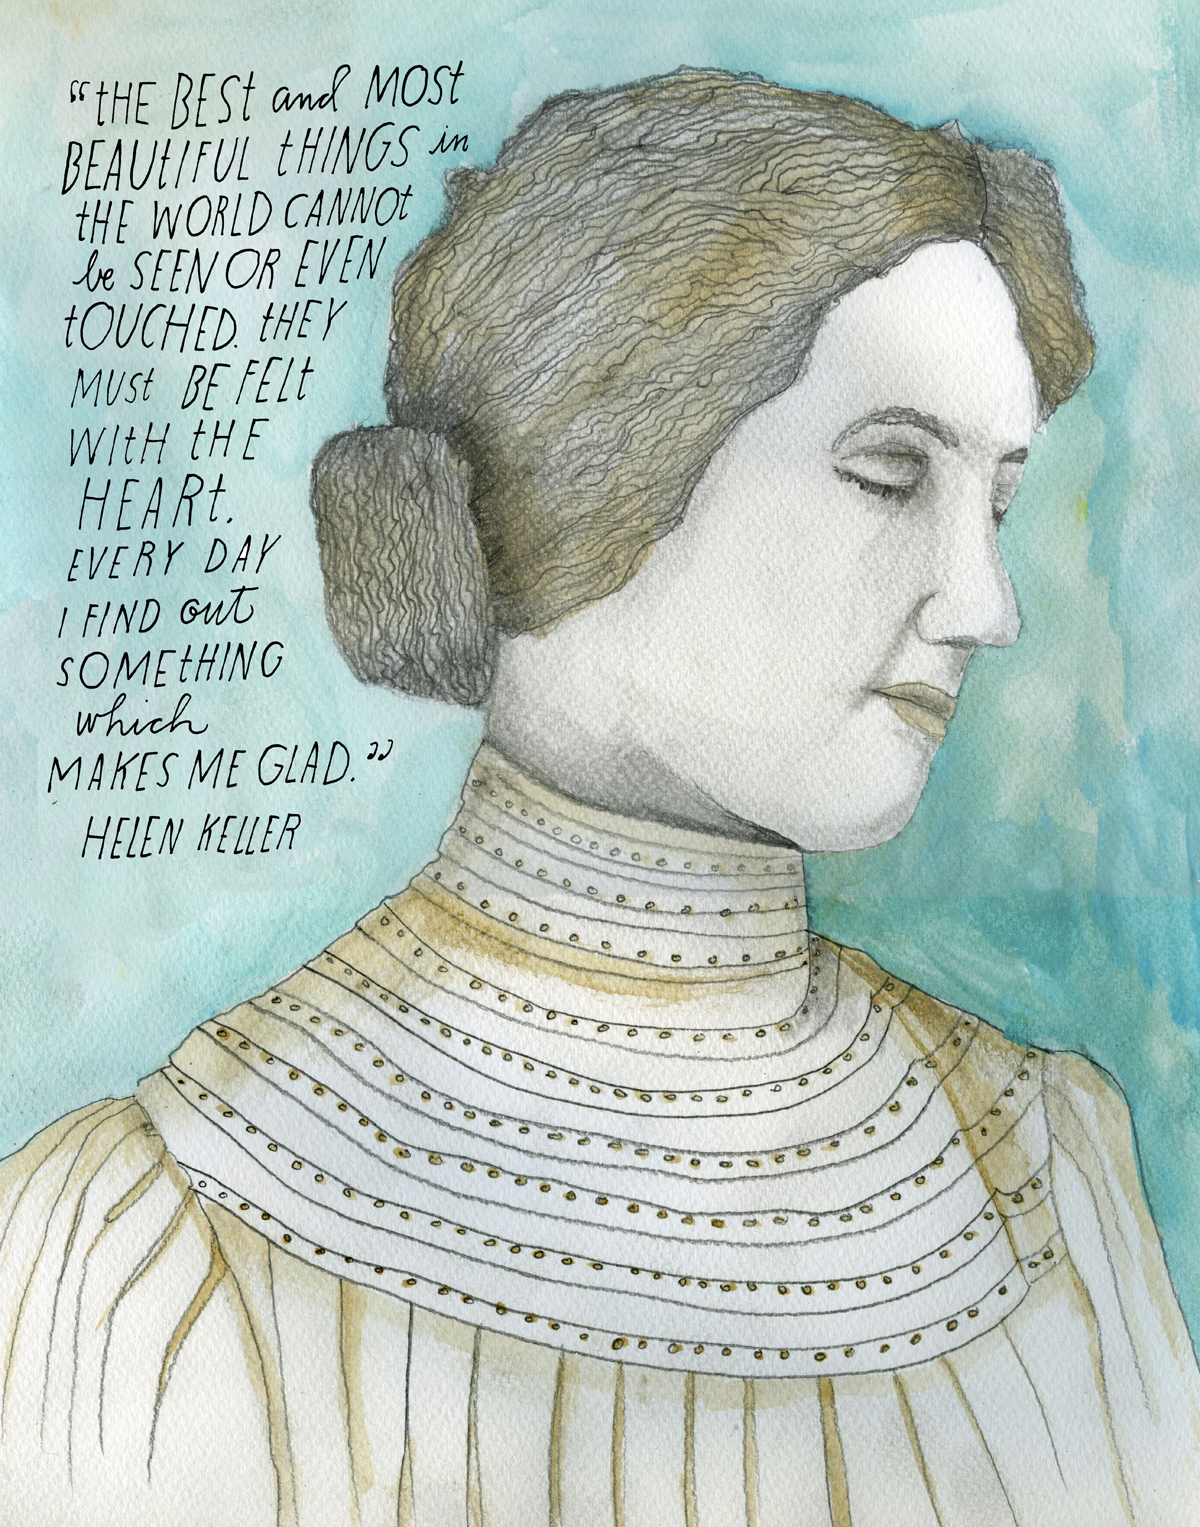 “tHE BESt and MOSt
BEAUtIFUL tHINGS in
tHE WORLD CANNOt
be SEEN OR EVEN
tOUCHED. tHEY
MUSt BE FELt
WItH tHE
HEARt.
EVERY DAY
I FIND out
SOMEtHING
which
MAKES ME GLAD.”
HELEN KELLER